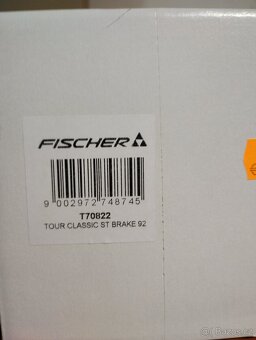 FISCHER
9 002972 748745
T70822
TOUR CLASSIC ST BRAKE 92